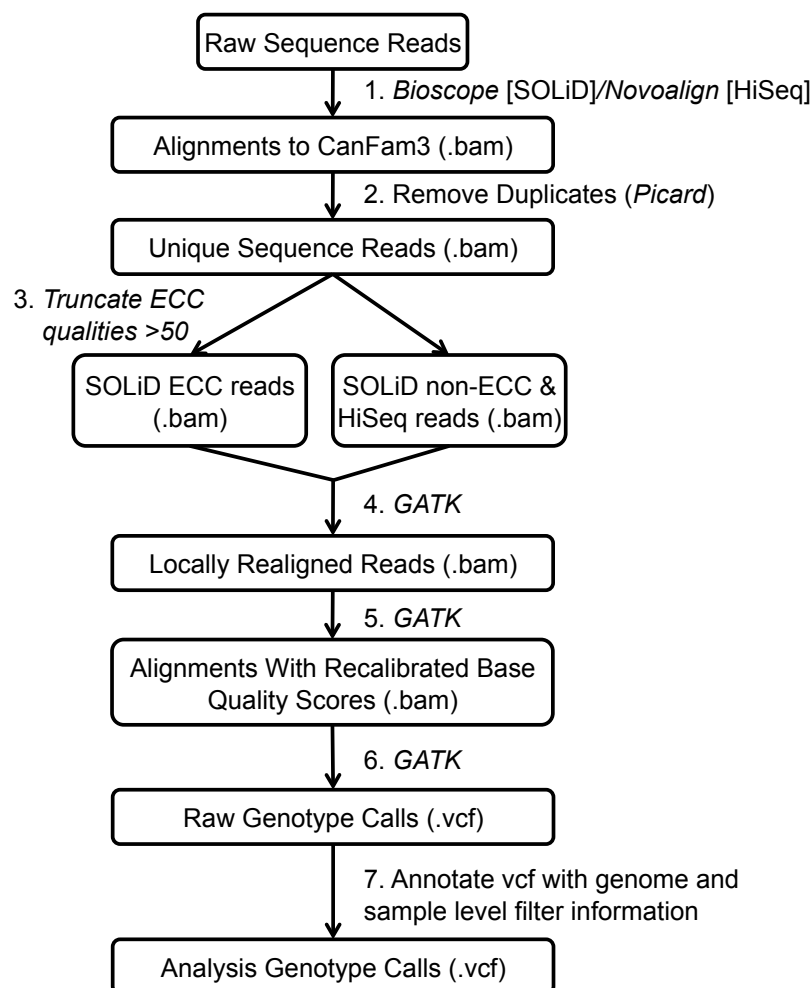 Raw Sequence Reads
1. Bioscope [SOLiD]/Novoalign [HiSeq]
Alignments to CanFam3 (.bam)
2. Remove Duplicates (Picard)
Unique Sequence Reads (.bam)
3. Truncate ECC
qualities >50
SOLiD ECC reads
(.bam)
SOLiD non-ECC &
HiSeq reads (.bam)
4. GATK
Locally Realigned Reads (.bam)
5. GATK
Alignments With Recalibrated Base
Quality Scores (.bam)
6. GATK
Raw Genotype Calls (.vcf)
7. Annotate vcf with genome and
sample level filter information
Analysis Genotype Calls (.vcf)